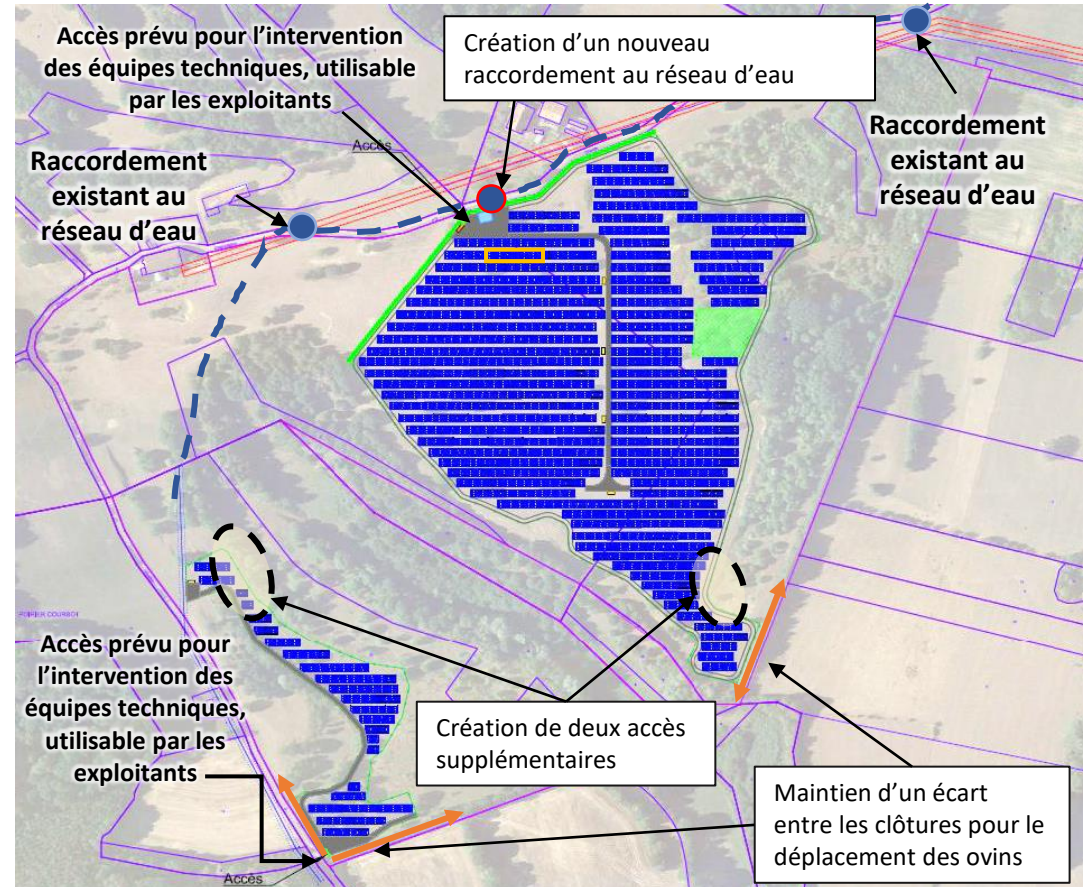 Accès prévu pour l’intervention
des équipes techniques, utilisable
par les exploitants
Création d’un nouveau
raccordement au réseau d’eau
Accès
Raccordement
existant au
réseau d’eau
Raccordement
existant au
réseau d’eau
POIRIER COURBOT
Accès prévu pour
l’intervention des
équipes techniques,
utilisable par les
exploitants
Création de deux accès
supplémentaires
Maintien d’un écart
entre les clôtures pour le
déplacement des ovins
Accès